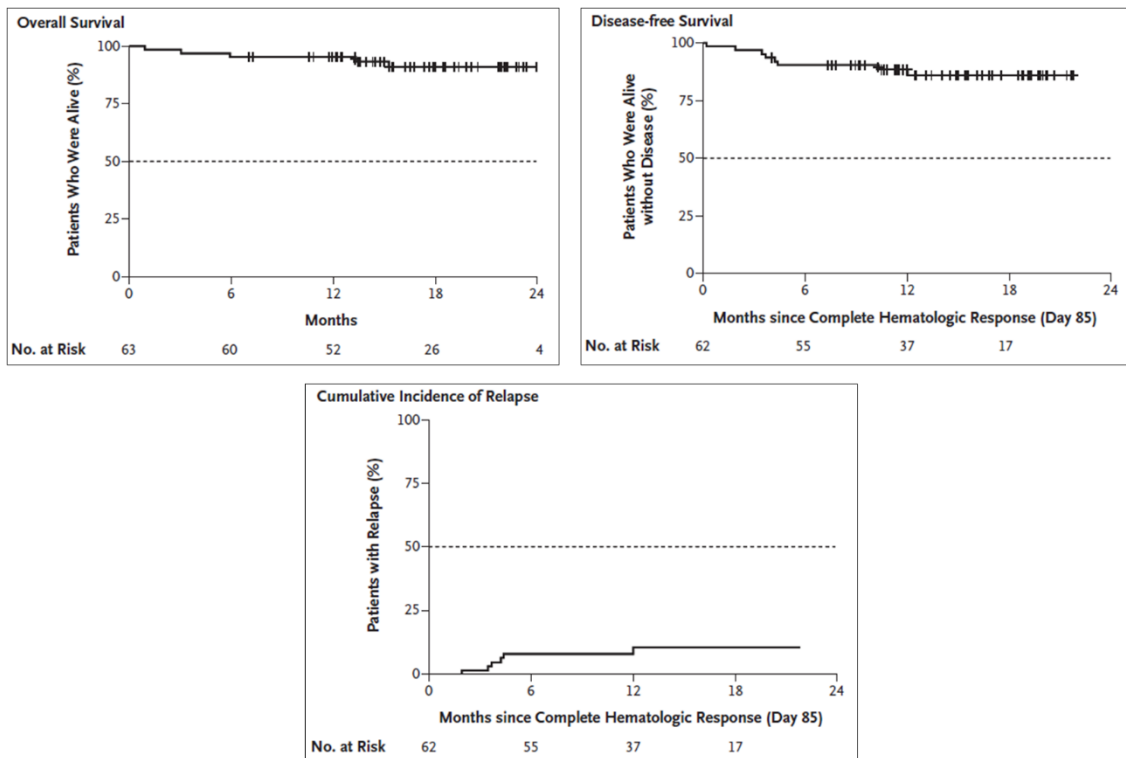 Overall Survival
Patients Who Were Alive (%)
100
75
50
25
0
0 6 12 18 24
Months
No. at Risk 63 60 52 26 4
Disease-free Survival
Patients Who Were Alive
without Disease (%)
100
75
50
25
0
0 6 12 18 24
Months since Complete Hematologic Response (Day 85)
No. at Risk 62 55 37 17
Cumulative Incidence of Relapse
Patients with Relapse (%)
100
75
50
25
0
0 6 12 18 24
Months since Complete Hematologic Response (Day 85)
No. at Risk 62 55 37 17